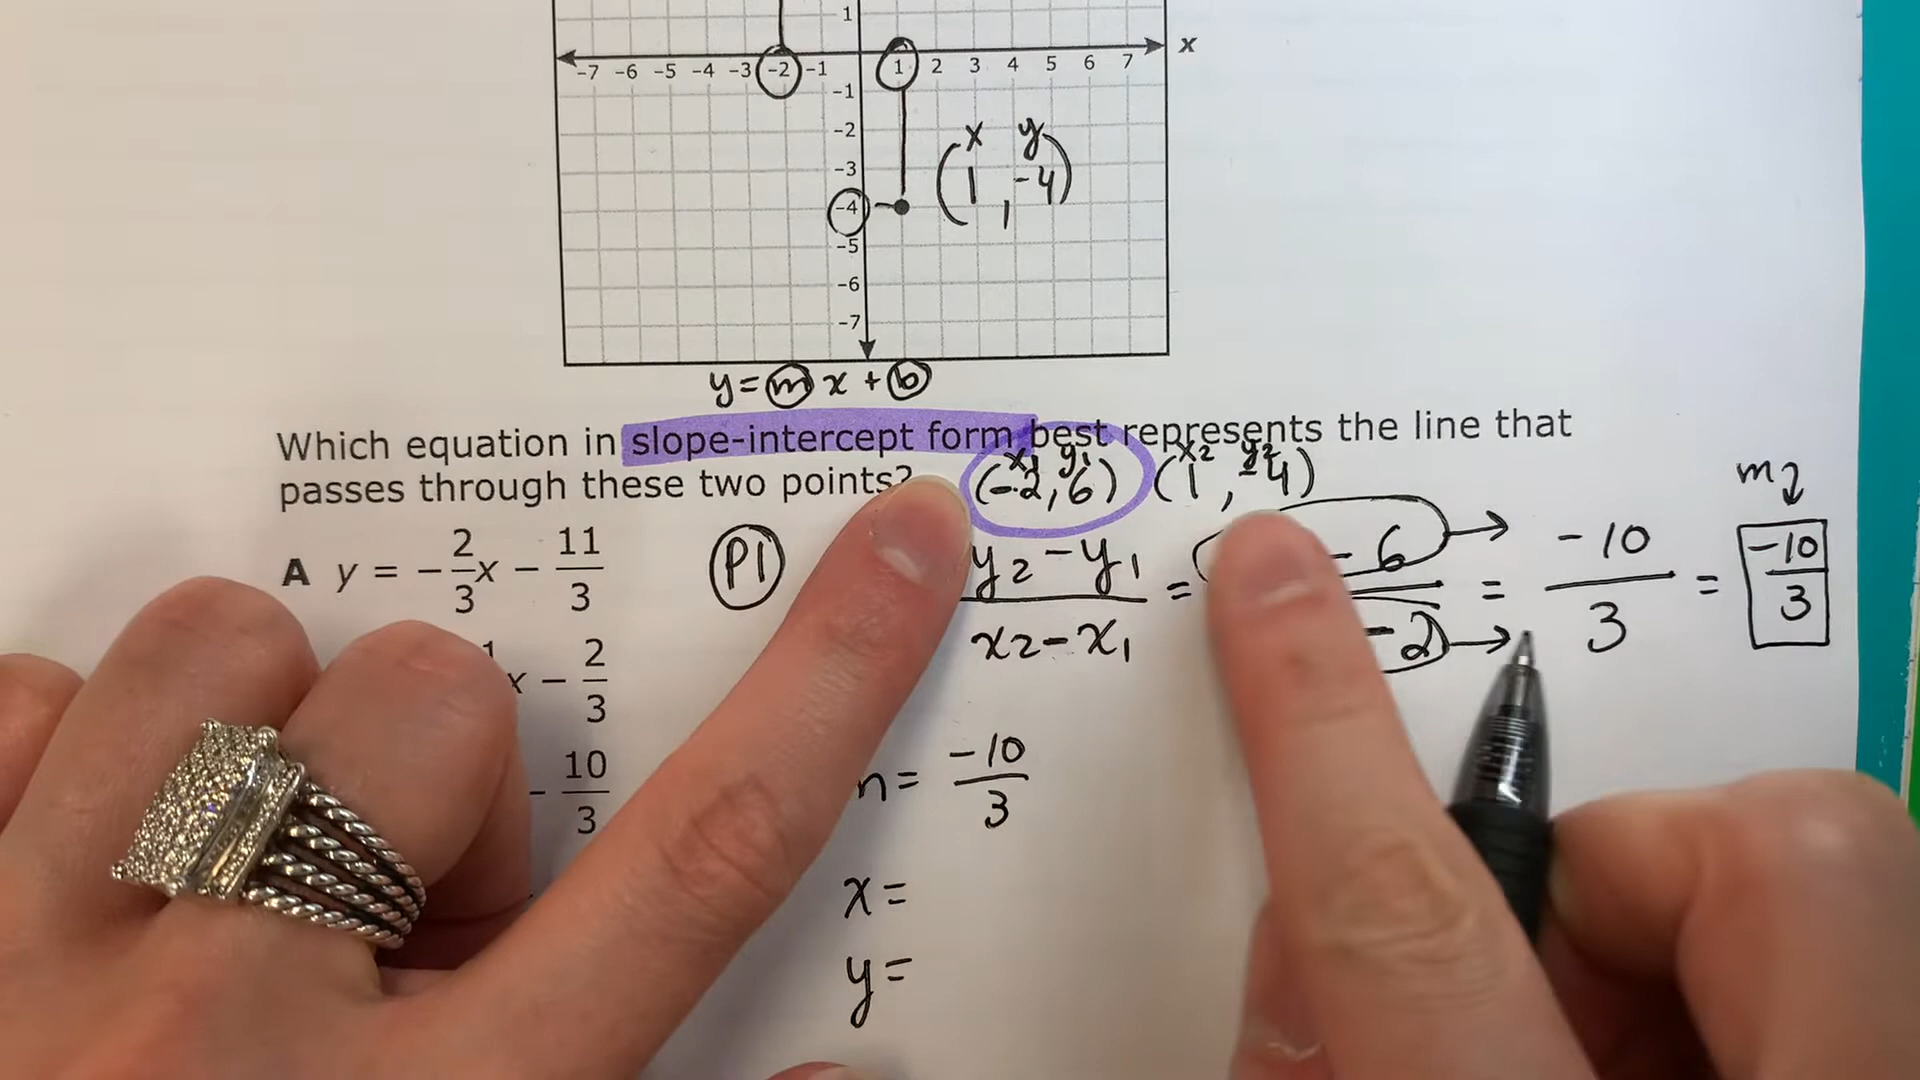 1
-7 -6 -5 -4 -3 -2 -1 1 2 3 4 5 6 7 x
-1
-2
-3
-4
-5
-6
-7
x y
(1, -4)
y = m x + b
Which equation in slope-intercept form best represents the line that
passes through these two points?
x1 y1 x2 y2
(-2, 6) (1, -4)
A y = -2/3x - 11/3
P1
y2 - y1 / x2 - x1 =
- 6
- 2
= -10/3 = -10/3
m
1
x - 2/3
- 10/3
= -10/3
x =
y =